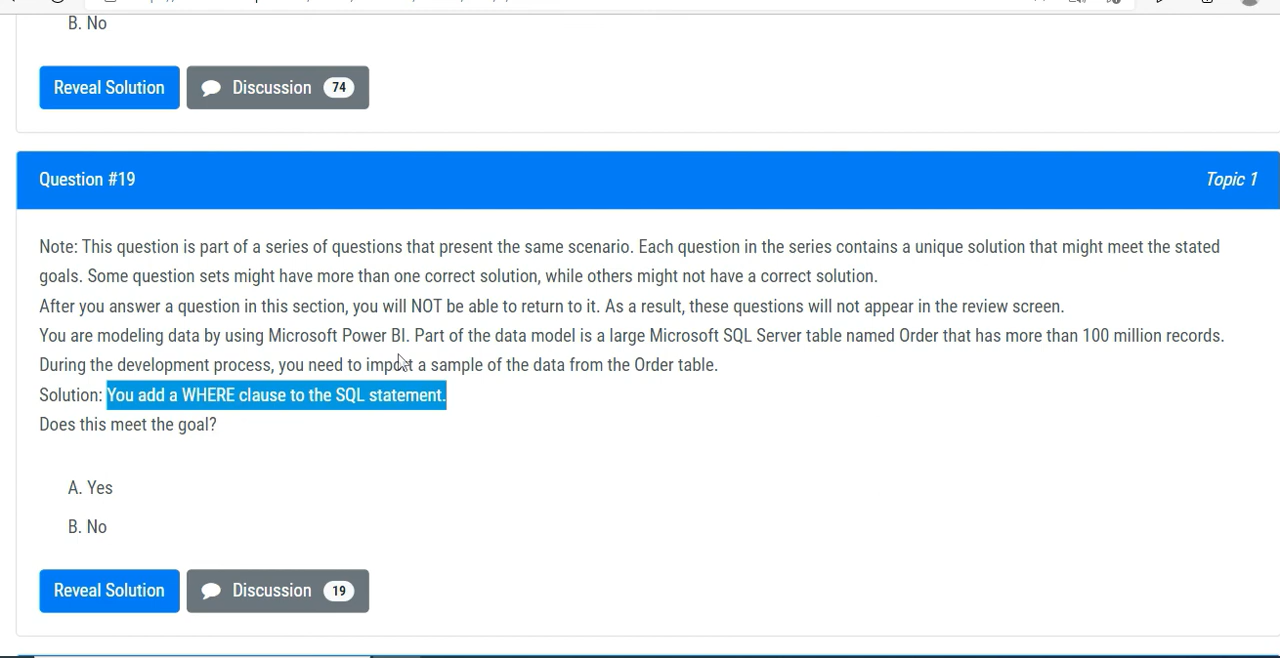 B. No
Reveal Solution
Discussion 74
Question #19
Topic 1
Note: This question is part of a series of questions that present the same scenario. Each question in the series contains a unique solution that might meet the stated
goals. Some question sets might have more than one correct solution, while others might not have a correct solution.
After you answer a question in this section, you will NOT be able to return to it. As a result, these questions will not appear in the review screen.
You are modeling data by using Microsoft Power BI. Part of the data model is a large Microsoft SQL Server table named Order that has more than 100 million records.
During the development process, you need to import a sample of the data from the Order table.
Solution: You add a WHERE clause to the SQL statement.
Does this meet the goal?
A. Yes
B. No
Reveal Solution
Discussion 19